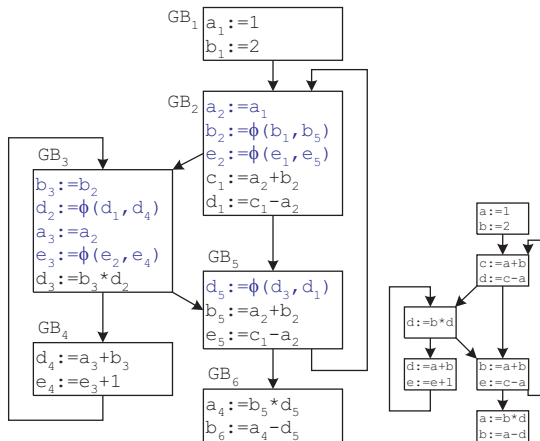 GB₁
a₁:=1
b₁:=2
GB₂
a₂:=a₁
b₂:=ϕ(b₁,b₅)
e₂:=ϕ(e₁,e₅)
c₁:=a₂+b₂
d₁:=c₁-a₂
GB₃
b₃:=b₂
d₂:=ϕ(d₁,d₄)
a₃:=a₂
e₃:=ϕ(e₂,e₄)
d₃:=b₃*d₂
GB₄
d₄:=a₃+b₃
e₄:=e₃+1
GB₅
d₅:=ϕ(d₃,d₁)
b₅:=a₂+b₂
e₅:=c₁-a₂
GB₆
a₄:=b₅*d₅
b₆:=a₄-d₅
a:=1
b:=2
c:=a+b
d:=c-a
d:=b*d
d:=a+b
e:=e+1
b:=a+b
e:=c-a
a:=b*d
b:=a-d